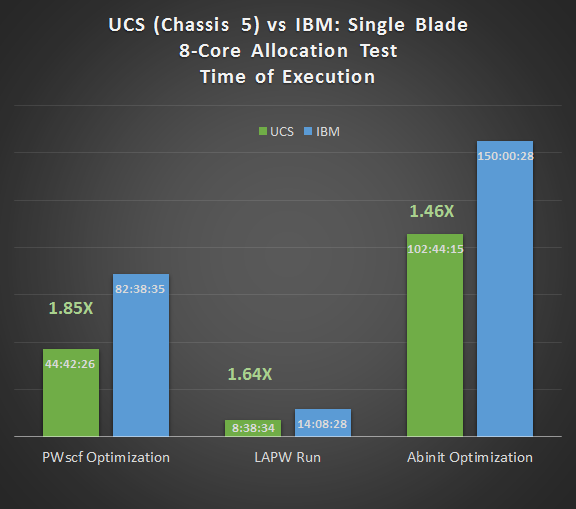 UCS (Chassis 5) vs IBM: Single Blade
8-Core Allocation Test
Time of Execution
UCS IBM
150:00:28
1.46X
102:44:15
82:38:35
1.85X
44:42:26
1.64X
8:38:34 14:08:28
PWscf Optimization LAPW Run Abinit Optimization